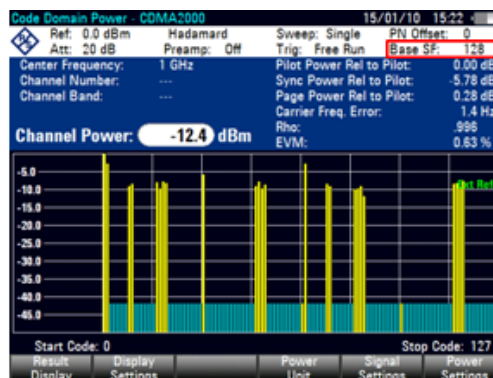 Code Domain Power - CDMA2000 15/01/10 15:22
Ref: 0.0 dBm Hadamard Sweep: Single PN Offset: 0
Att: 20 dB Preamp: Off Trig: Free Run Base SF: 128
Center Frequency: 1 GHz Pilot Power Rel to Pilot: 0.00 dB
Channel Number: --- Sync Power Rel to Pilot: -5.78 dB
Channel Band: --- Page Power Rel to Pilot: 0.28 dB
Carrier Freq. Error: 1.4 Hz
Channel Power: -12.4 dBm Rho: .996
EVM: 0.63 %
-5.0
-10.0 Ext Ref
-15.0
-20.0
-25.0
-30.0
-35.0
-40.0
-45.0
Start Code: 0 Stop Code: 127
Result Display Power Signal Power
Display Settings Unit Settings Settings